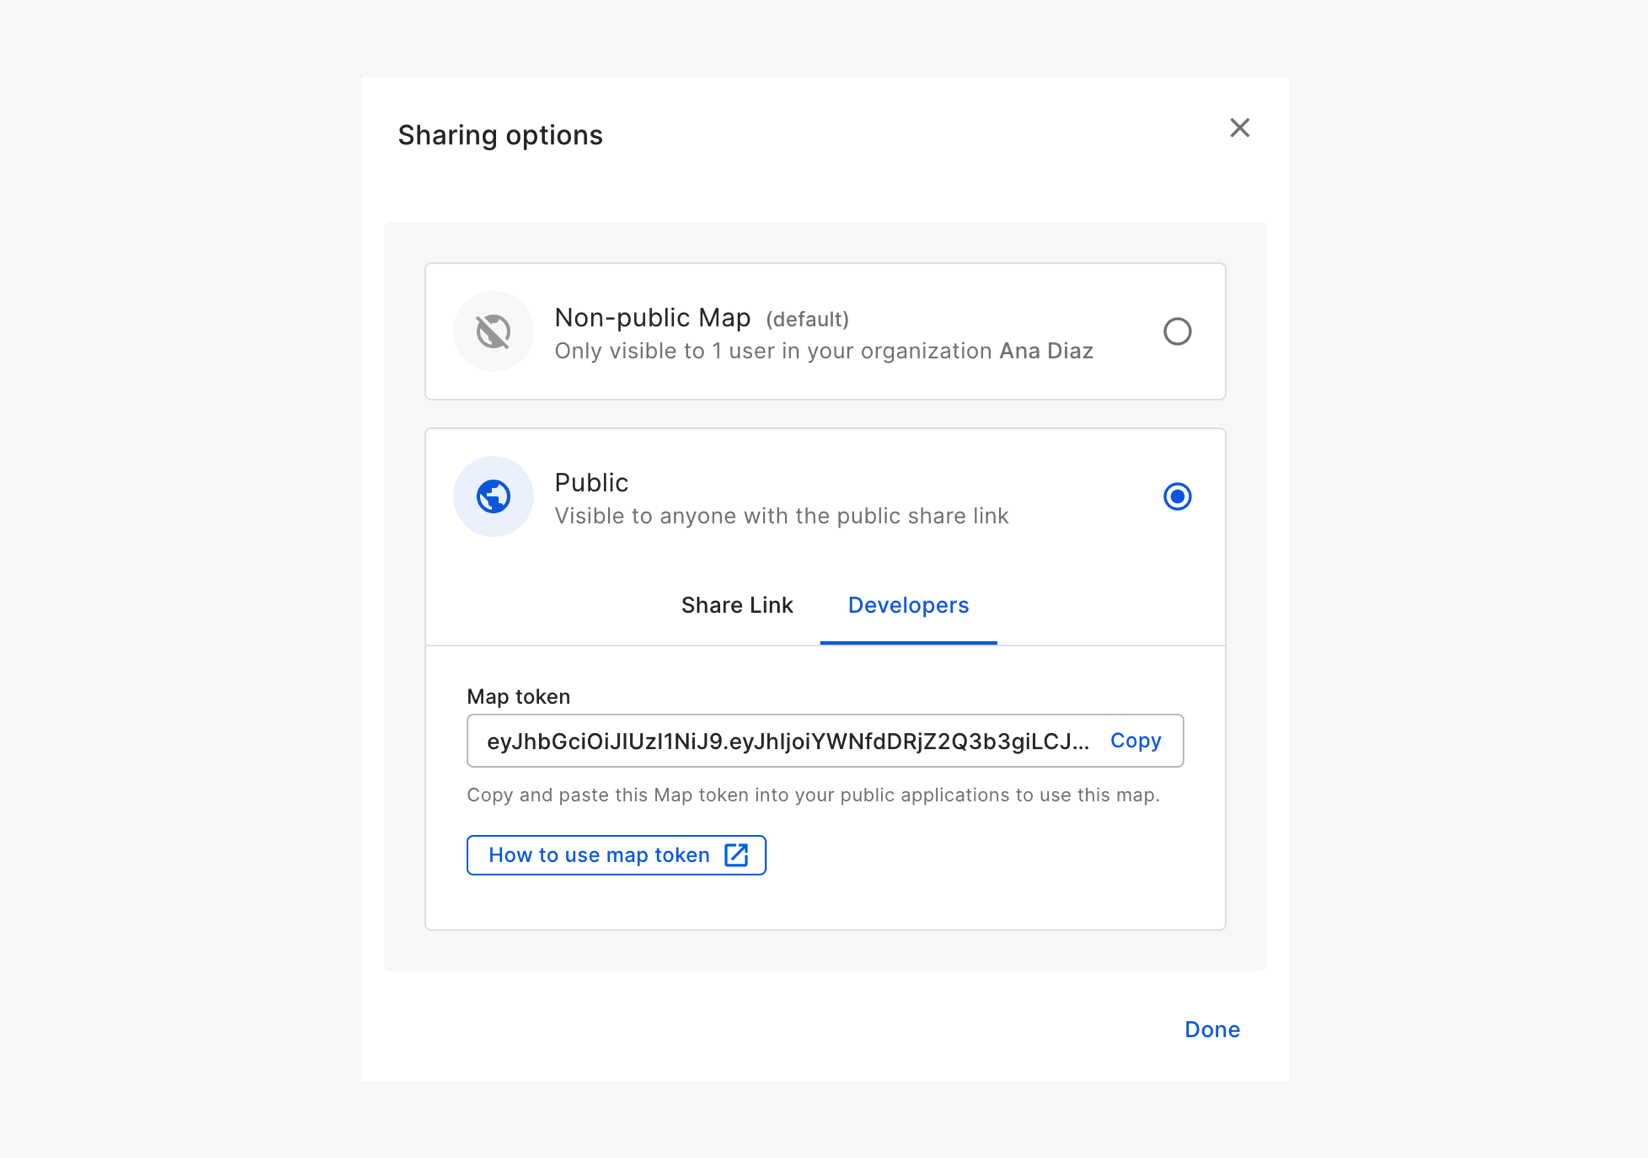 Sharing options
Non-public Map (default)
Only visible to 1 user in your organization Ana Diaz
Public
Visible to anyone with the public share link
Share Link Developers
Map token
eyJhbGciOiJIUzI1NiJ9.eyJhIjoiYWNfdDRjZ2Q3b3giLCJ... Copy
Copy and paste this Map token into your public applications to use this map.
How to use map token
Done